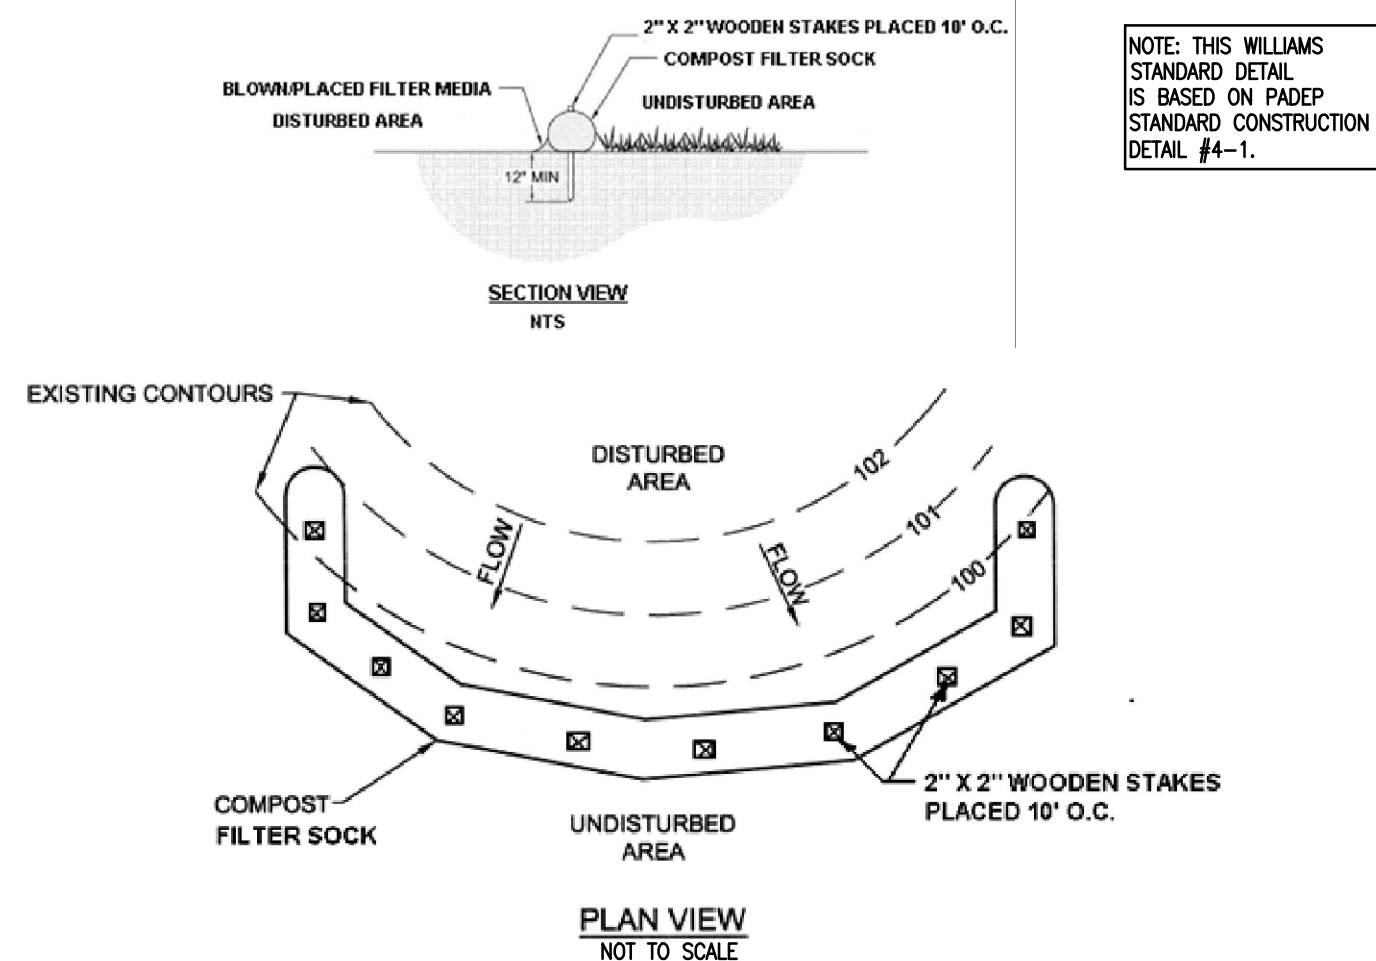 2" X 2" WOODEN STAKES PLACED 10' O.C.
COMPOST FILTER SOCK
BLOWN/PLACED FILTER MEDIA
UNDISTURBED AREA
DISTURBED AREA
12" MIN
SECTION VIEW
NTS
NOTE: THIS WILLIAMS
STANDARD DETAIL
IS BASED ON PADEP
STANDARD CONSTRUCTION
DETAIL #4-1.
EXISTING CONTOURS
DISTURBED
AREA
102
101
100
FLOW
FLOW
2" X 2" WOODEN STAKES
PLACED 10' O.C.
COMPOST
FILTER SOCK
UNDISTURBED
AREA
PLAN VIEW
NOT TO SCALE